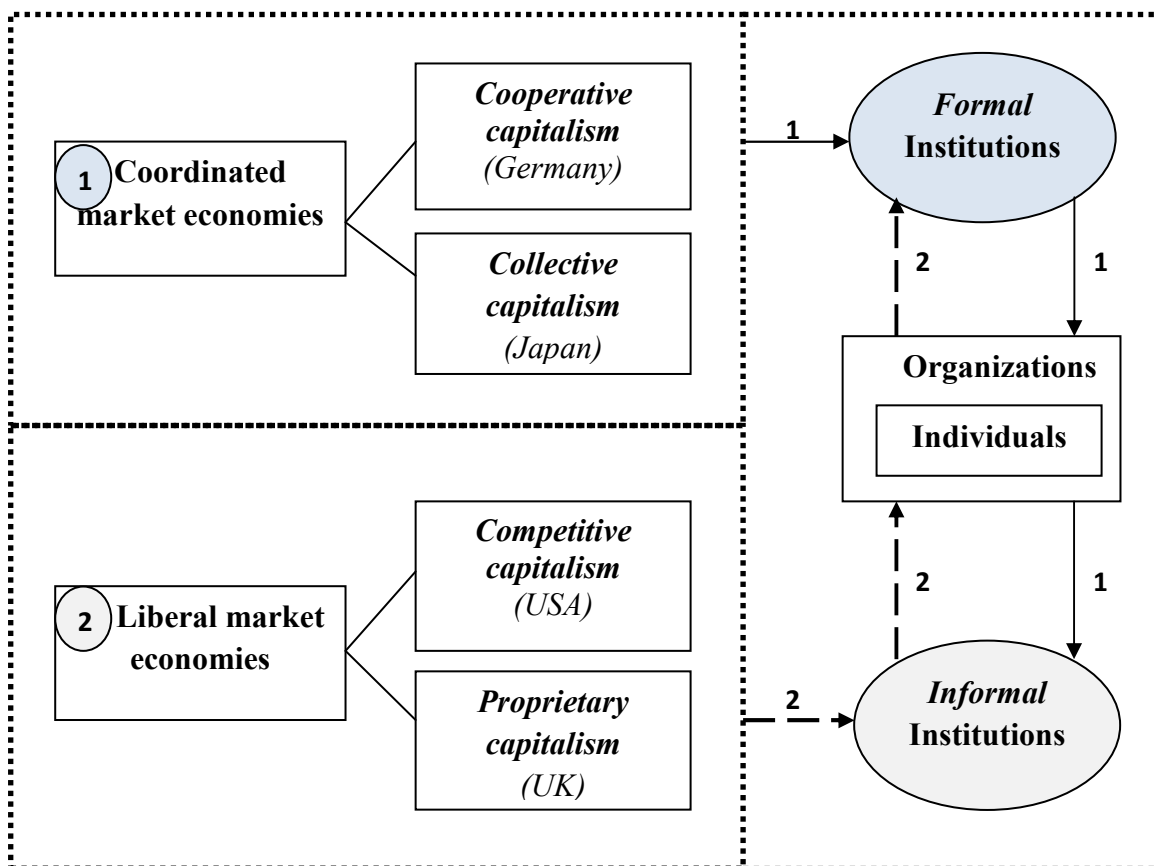 Cooperative
capitalism
(Germany)
1 Coordinated
market economies
Collective
capitalism
(Japan)
Competitive
capitalism
(USA)
2 Liberal market
economies
Proprietary
capitalism
(UK)
1
Formal
Institutions
2
1
Organizations
Individuals
2
1
2
Informal
Institutions